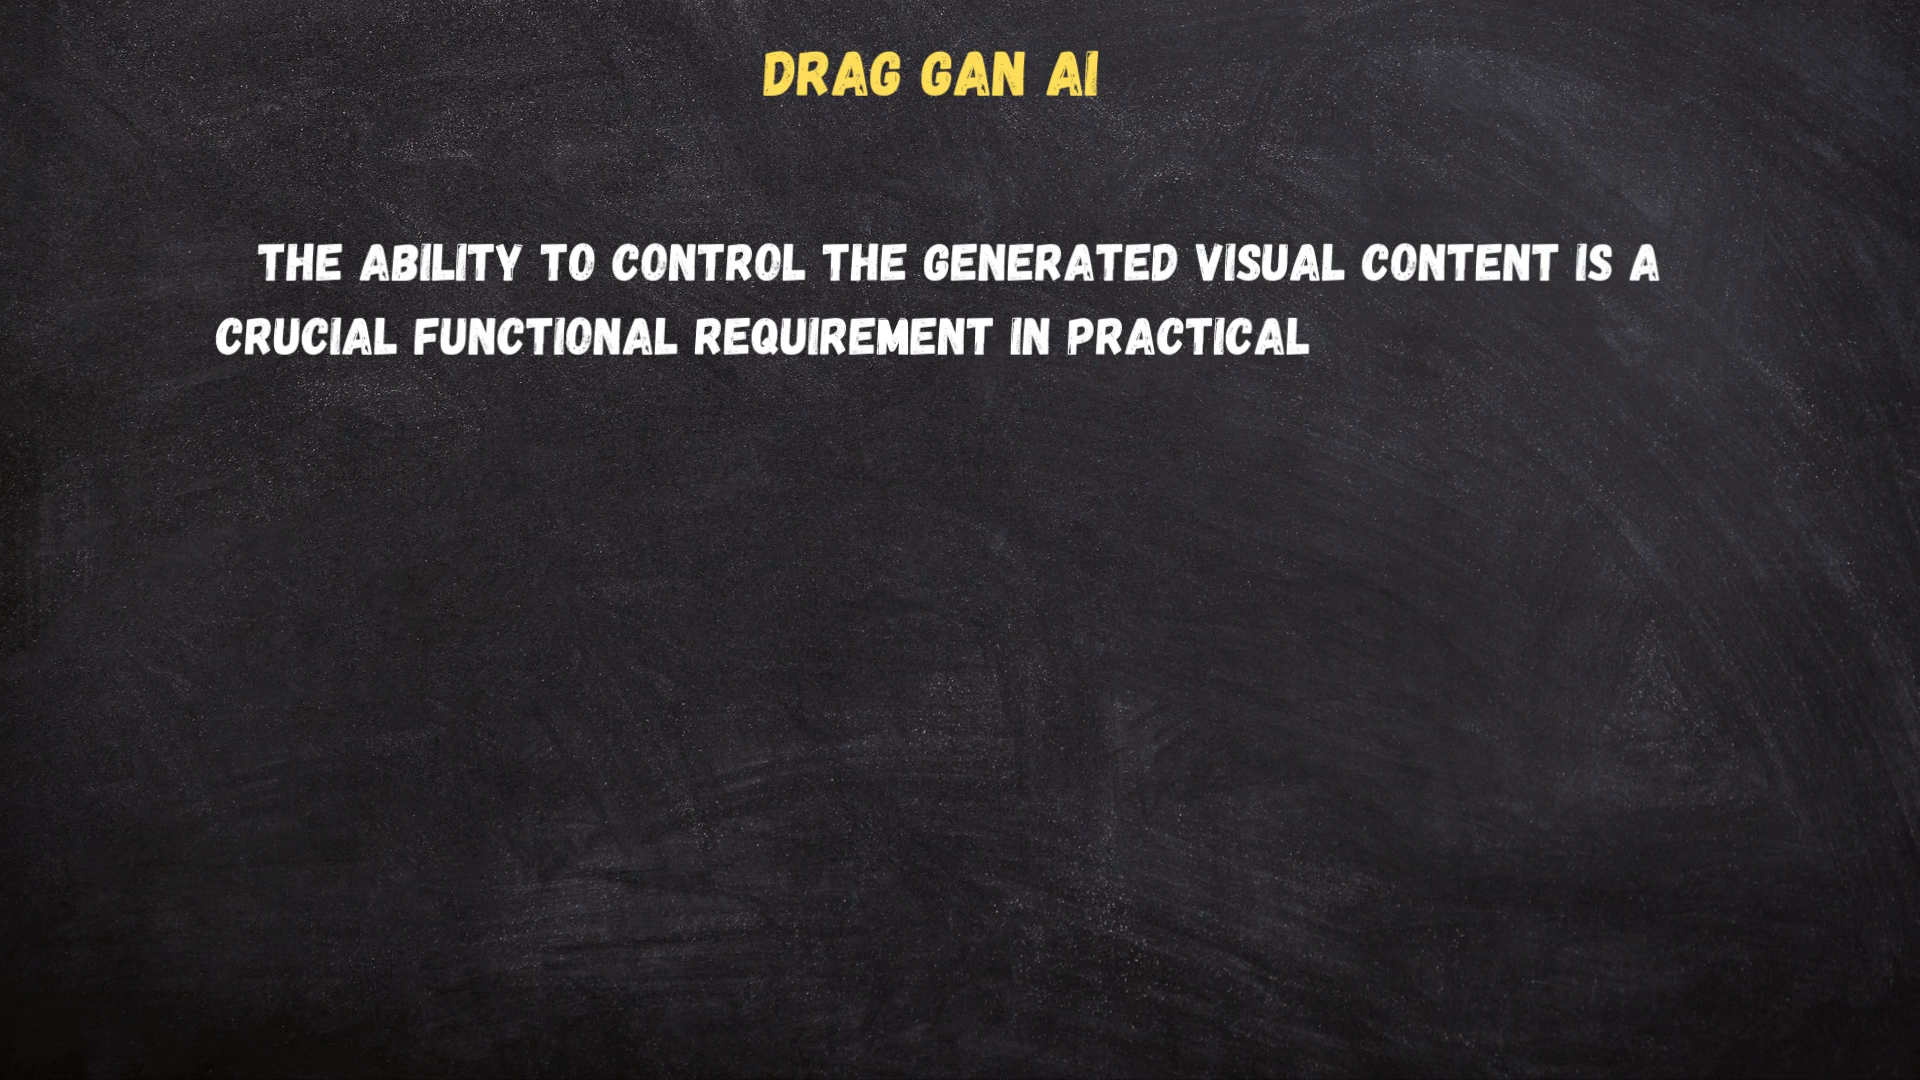 DRAG GAN AI
THE ABILITY TO CONTROL THE GENERATED VISUAL CONTENT IS A
CRUCIAL FUNCTIONAL REQUIREMENT IN PRACTICAL